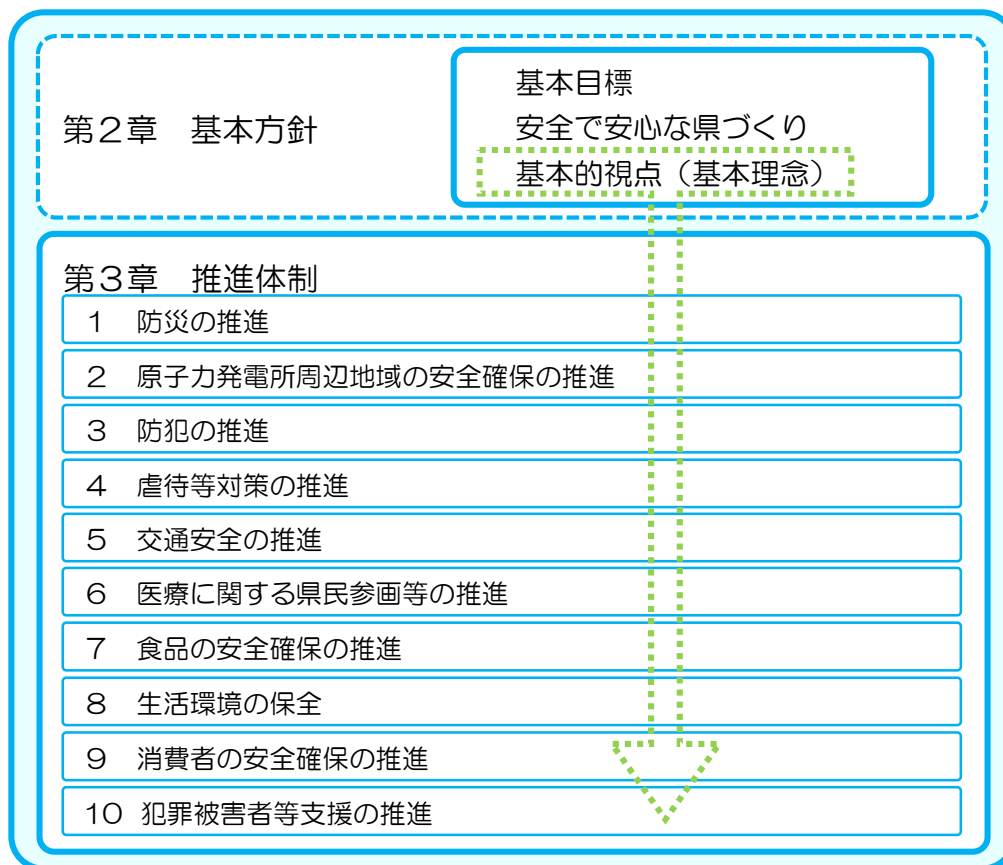 基本目標
第2章　基本方針
安全で安心な県づくり
基本的視点（基本理念）
第3章　推進体制
1　防災の推進
2　原子力発電所周辺地域の安全確保の推進
3　防犯の推進
4　虐待等対策の推進
5　交通安全の推進
6　医療に関する県民参画等の推進
7　食品の安全確保の推進
8　生活環境の保全
9　消費者の安全確保の推進
10　犯罪被害者等支援の推進